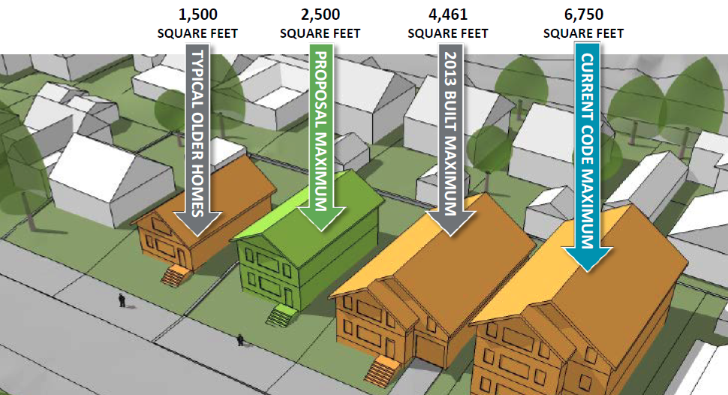 1,500
SQUARE FEET
2,500
SQUARE FEET
4,461
SQUARE FEET
6,750
SQUARE FEET
TYPICAL OLDER HOMES
PROPOSAL MAXIMUM
2013 BUILT MAXIMUM
CURRENT CODE MAXIMUM